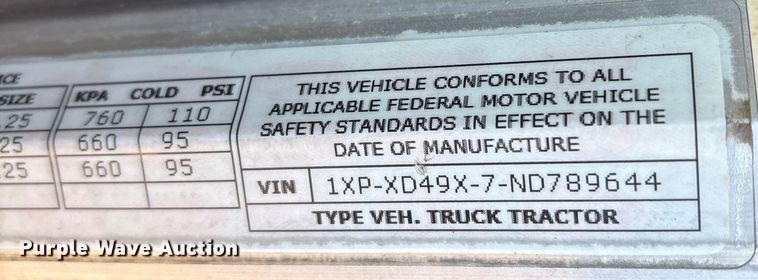 ICE
SIZE KPA COLD PSI
.25 760 110
25 660 95
25 660 95
THIS VEHICLE CONFORMS TO ALL
APPLICABLE FEDERAL MOTOR VEHICLE
SAFETY STANDARDS IN EFFECT ON THE
DATE OF MANUFACTURE
VIN 1XP-XD49X-7-ND789644
TYPE VEH. TRUCK TRACTOR
Purple Wave Auction